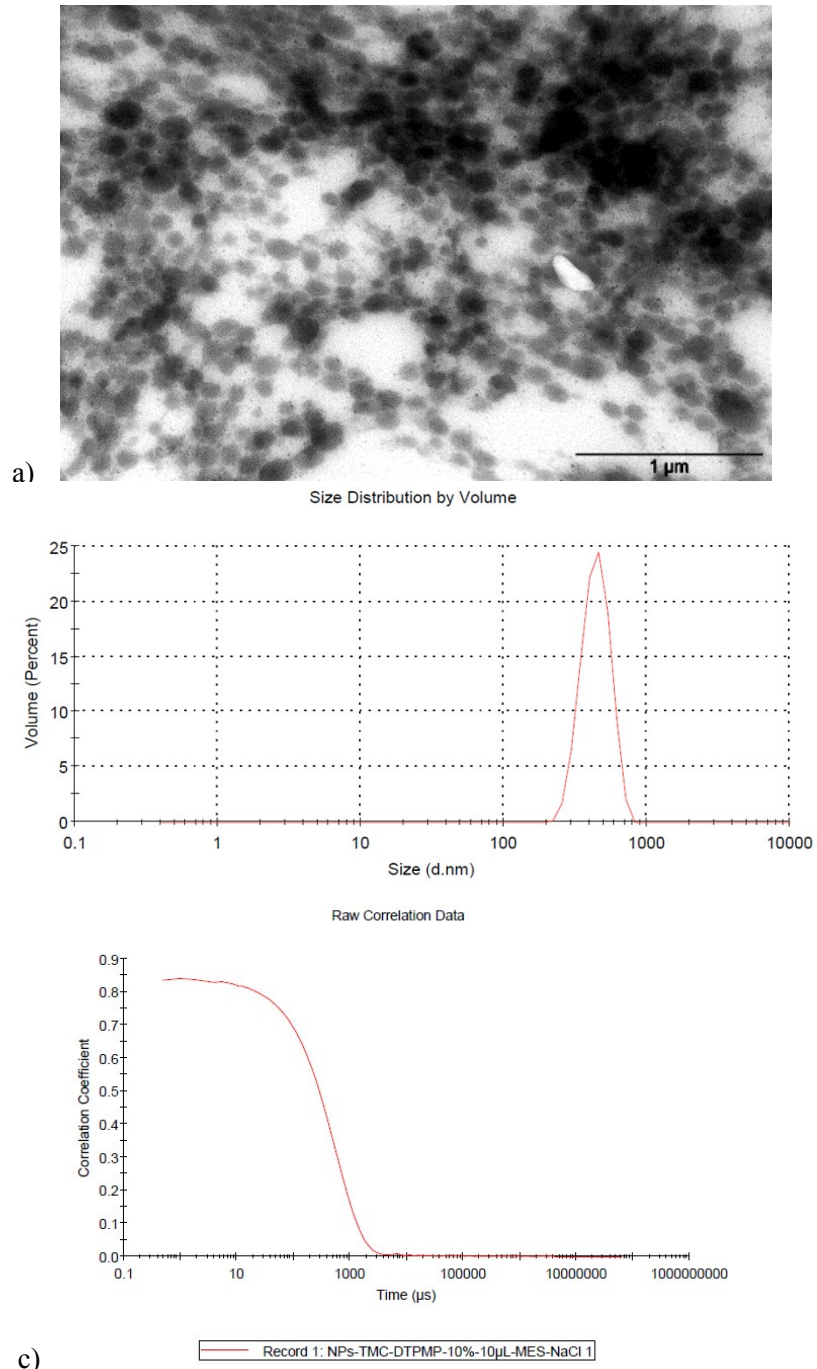 1 µm
a)
Size Distribution by Volume
25
20
15
10
5
0
Volume (Percent)
0.1 1 10 100 1000 10000
Size (d.nm)
Raw Correlation Data
0.9
0.8
0.7
0.6
0.5
0.4
0.3
0.2
0.1
0.0
Correlation Coefficient
0.1 10 1000 100000 10000000 1000000000
Time (µs)
c)
Record 1: NPs-TMC-DTPMP-10%-10µL-MES-NaCl 1